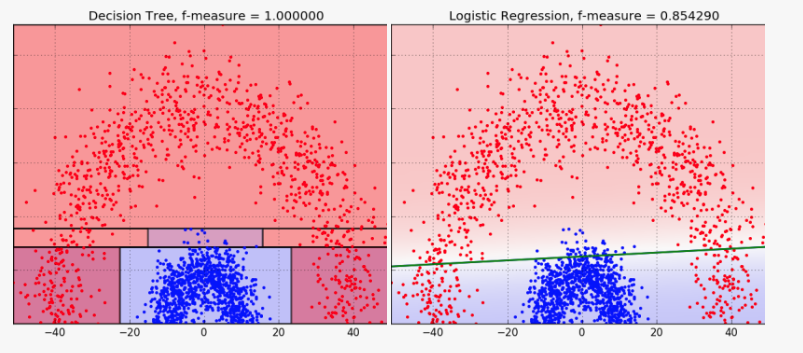 Decision Tree, f-measure = 1.000000
Logistic Regression, f-measure = 0.854290
−40 −20 0 20 40
−40 −20 0 20 40